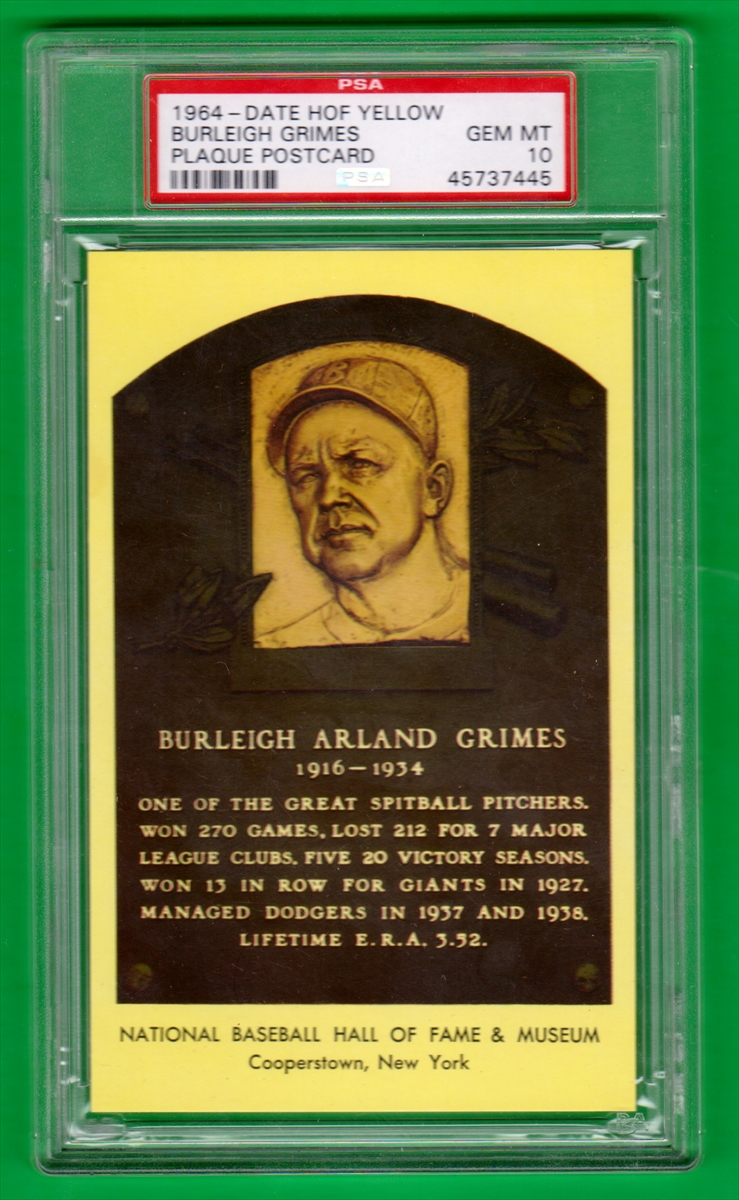 PSA
1964-DATE HOF YELLOW
BURLEIGH GRIMES GEM MT
PLAQUE POSTCARD 10
PSA 45737445
B
BURLEIGH ARLAND GRIMES
1916-1934
ONE OF THE GREAT SPITBALL PITCHERS.
WON 270 GAMES, LOST 212 FOR 7 MAJOR
LEAGUE CLUBS. FIVE 20 VICTORY SEASONS.
WON 13 IN ROW FOR GIANTS IN 1927.
MANAGED DODGERS IN 1937 AND 1938.
LIFETIME E.R.A. 3.52.
NATIONAL BASEBALL HALL OF FAME & MUSEUM
Cooperstown, New York
PSA